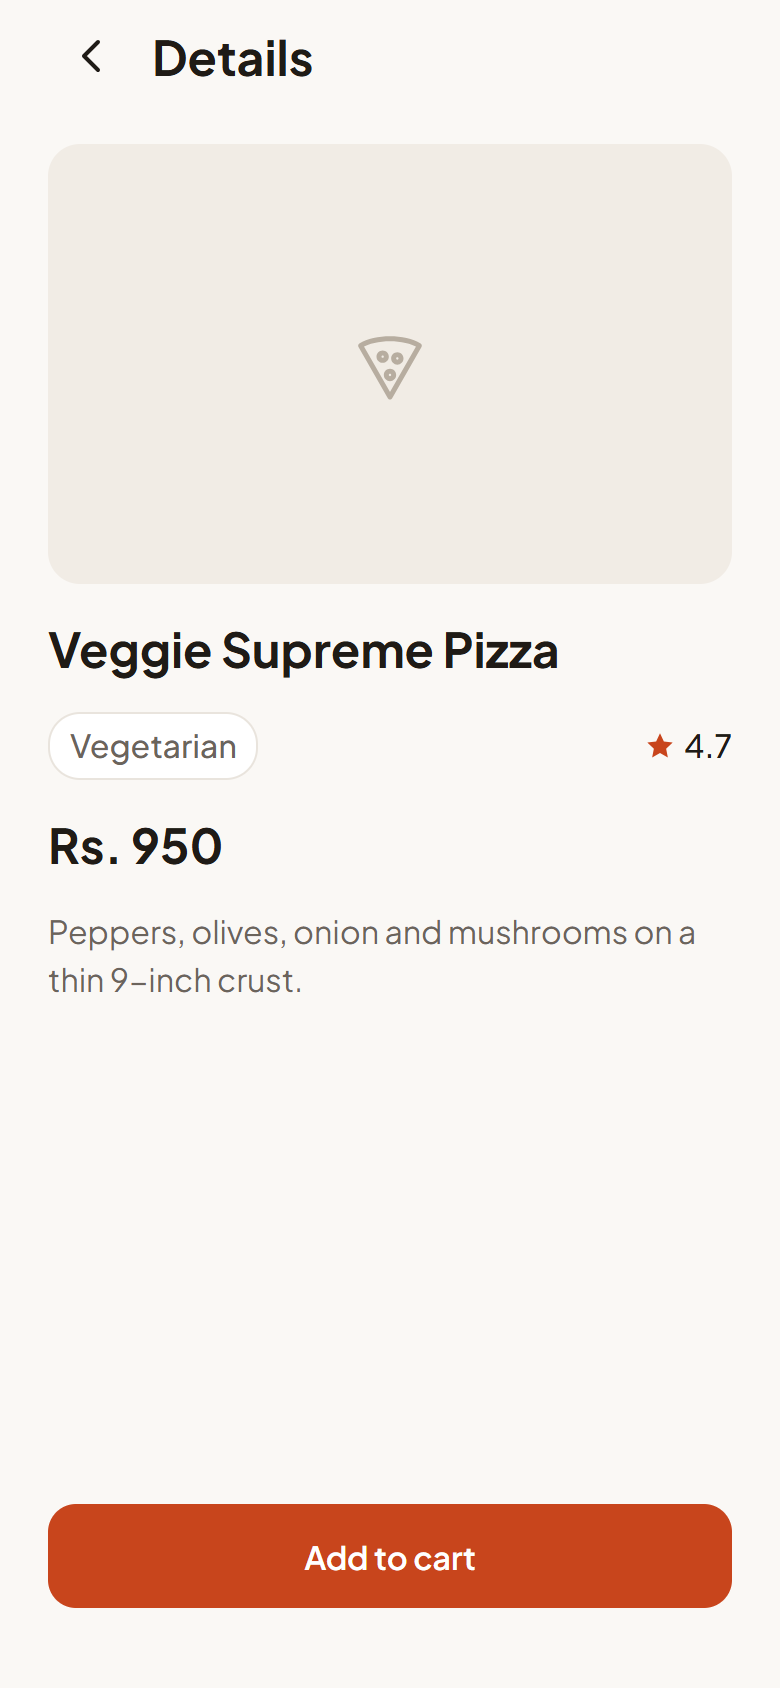 Details
Veggie Supreme Pizza
Vegetarian
4.7
Rs. 950
Peppers, olives, onion and mushrooms on a
thin 9–inch crust.
Add to cart